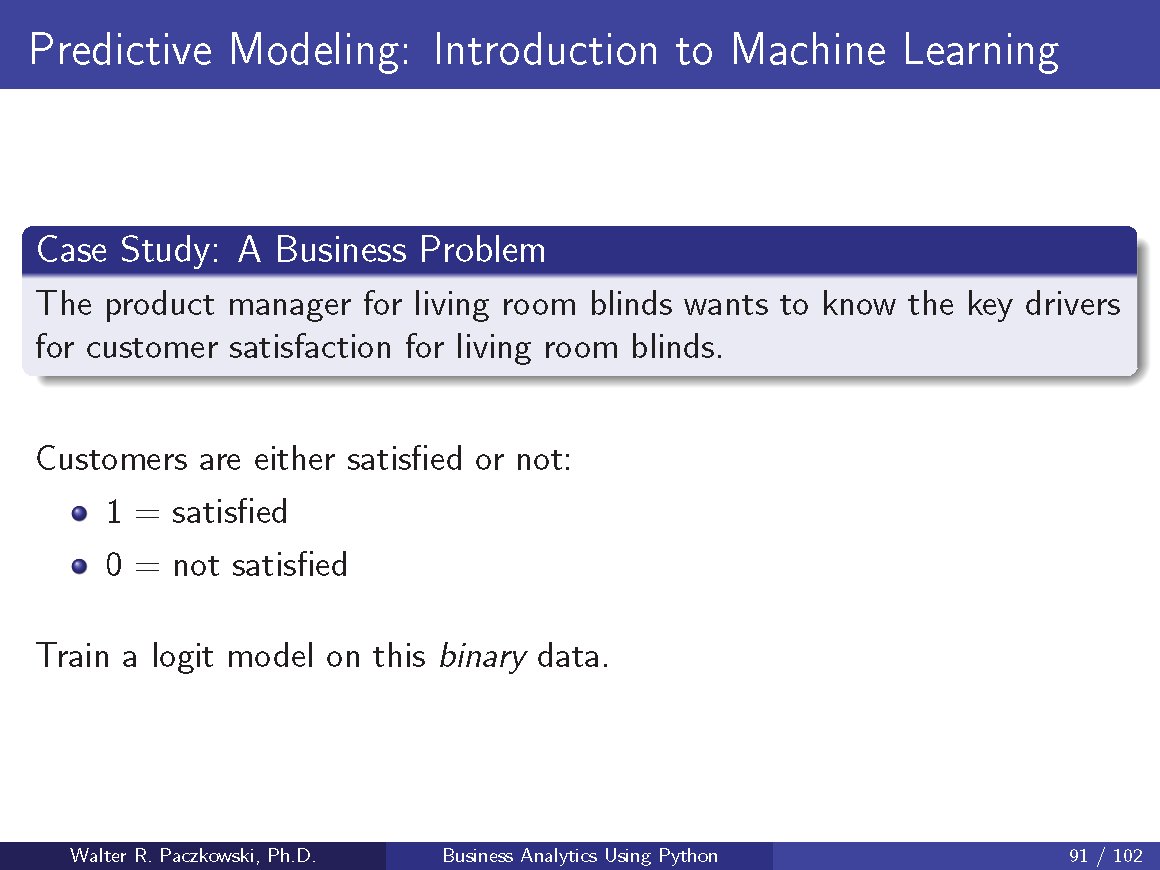 Predictive Modeling: Introduction to Machine Learning
Case Study: A Business Problem
The product manager for living room blinds wants to know the key drivers
for customer satisfaction for living room blinds.
Customers are either satisfied or not:
1 = satisfied
0 = not satisfied
Train a logit model on this binary data.
Walter R. Paczkowski, Ph.D.
Business Analytics Using Python
91 / 102